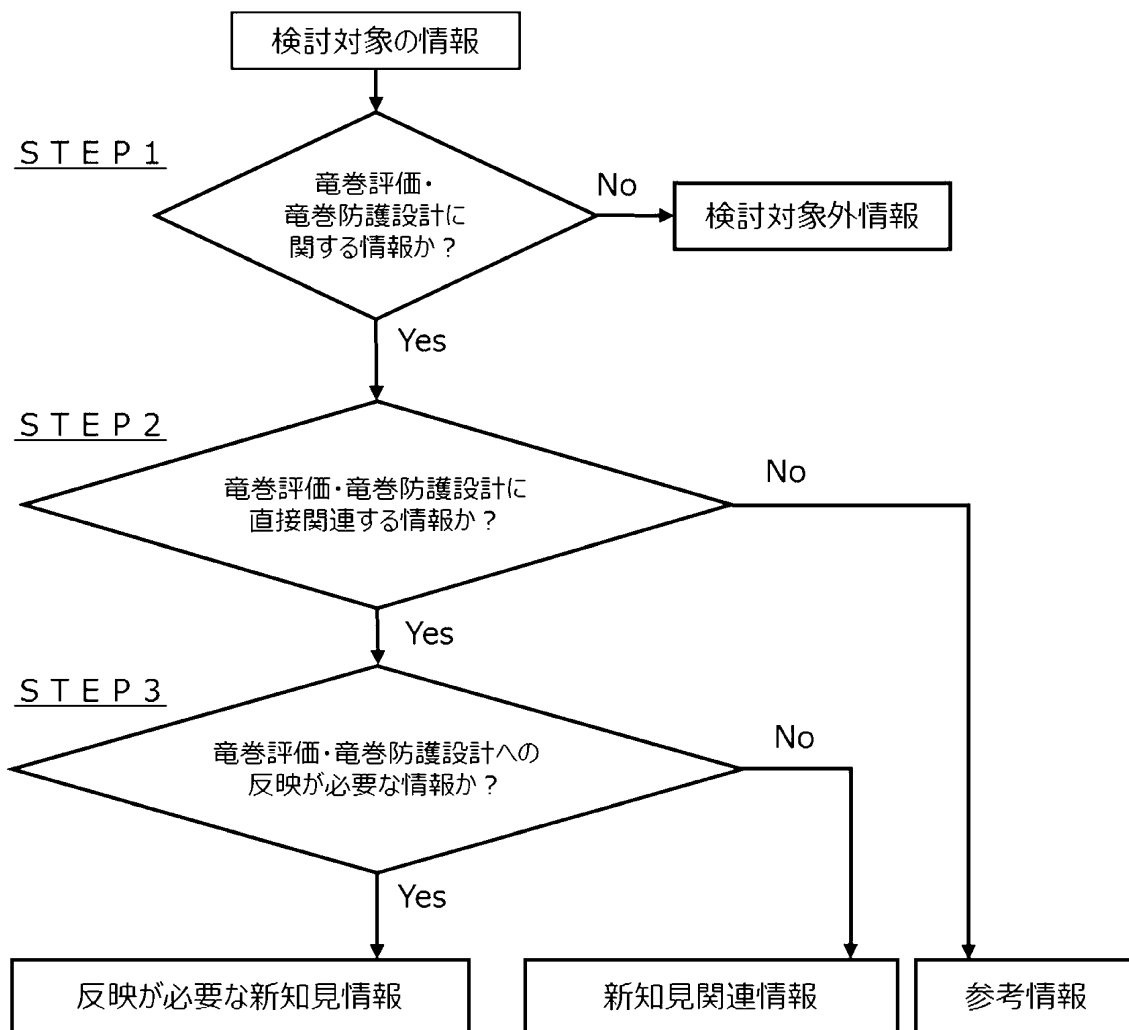 検討対象の情報
STEP1
竜巻評価・
竜巻防護設計に
関する情報か？
No
検討対象外情報
Yes
STEP2
竜巻評価・竜巻防護設計に
直接関連する情報か？
No
Yes
STEP3
竜巻評価・竜巻防護設計への
反映が必要な情報か？
No
Yes
反映が必要な新知見情報
新知見関連情報
参考情報